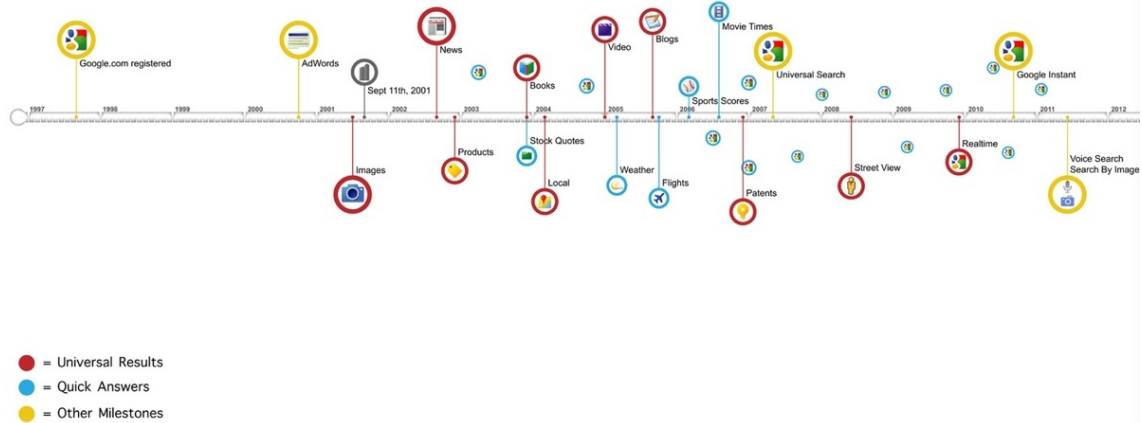 Movie Times
Blogs
Video
News
Google.com registered
AdWords
Universal Search
Google Instant
Books
Sept 11th, 2001
Sports Scores
1997
1998
1999
2000
2001
2002
2003
2004
2005
2006
2007
2008
2009
2010
2011
2012
Stock Quotes
Products
Realtime
Voice Search
Search By Image
Images
Weather
Street View
Local
Flights
Patents
= Universal Results
= Quick Answers
= Other Milestones